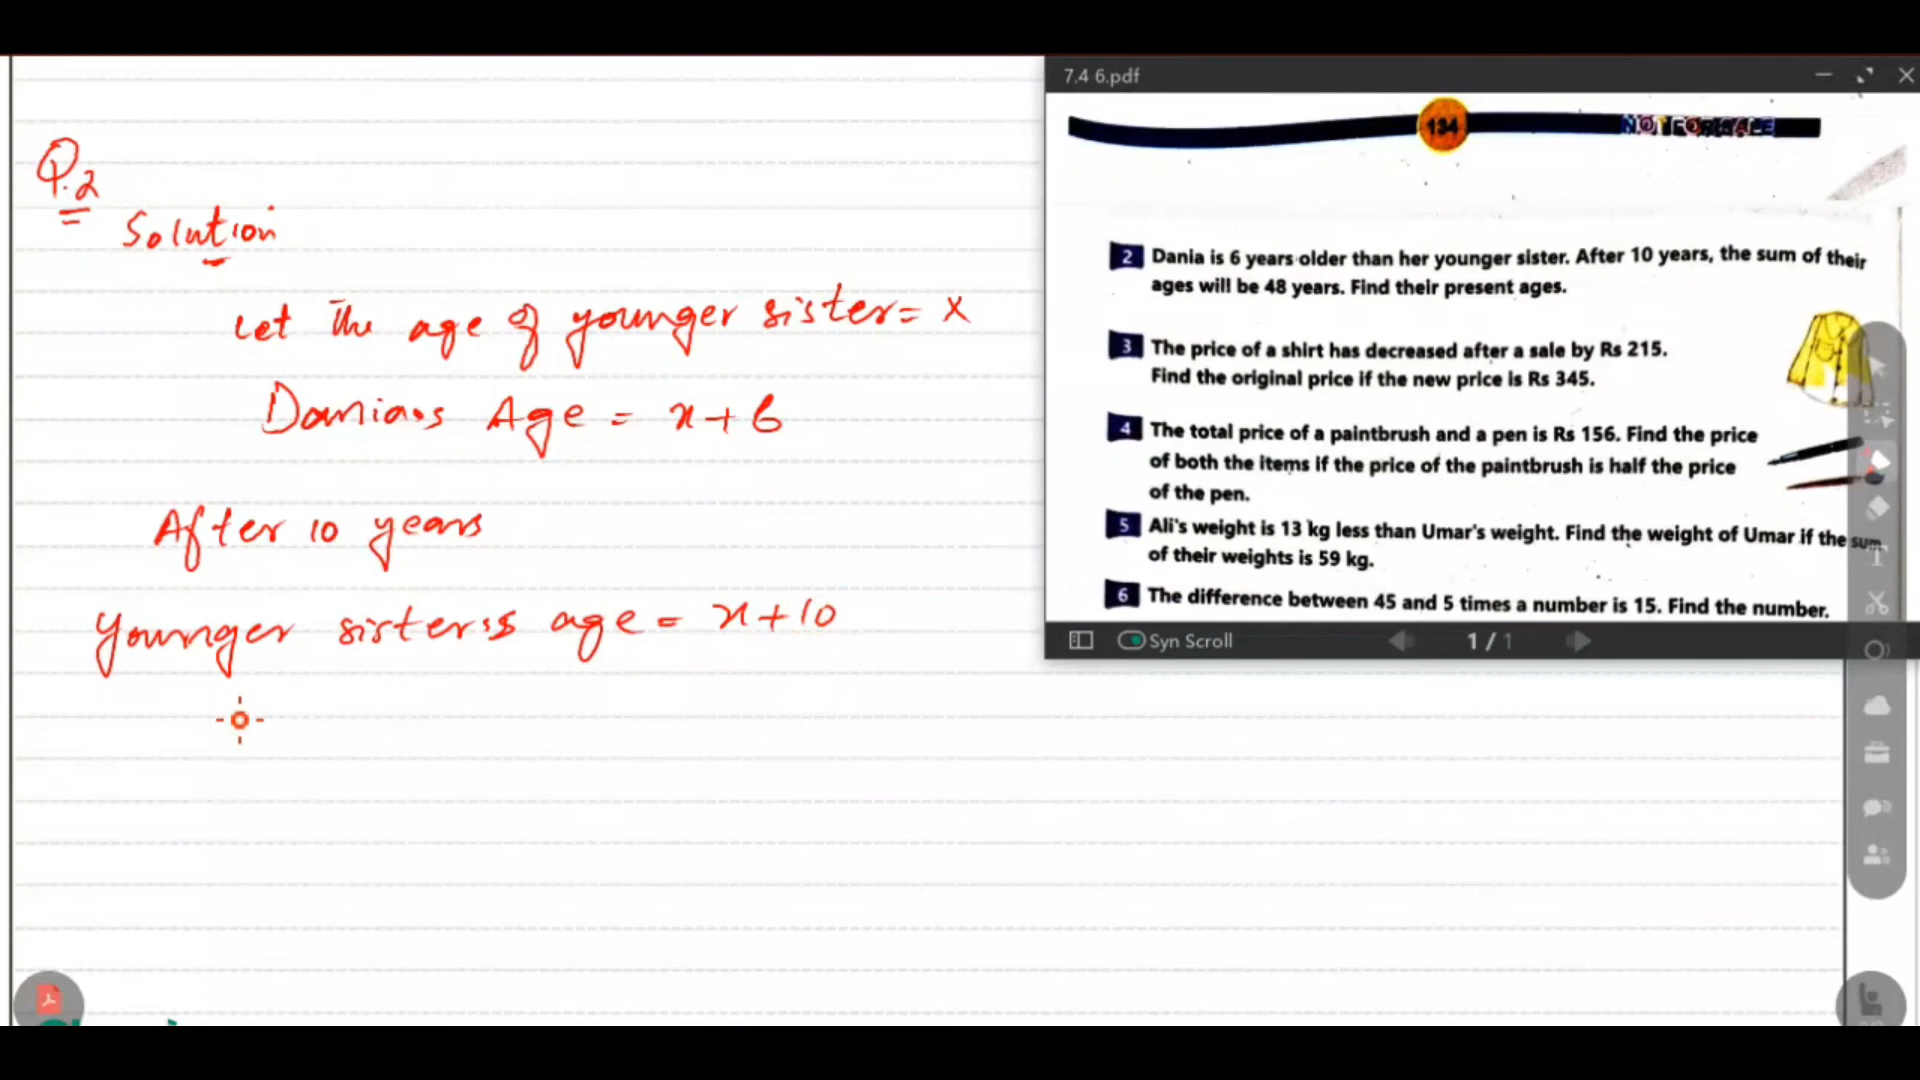 Q.2
Solution
Let The age of younger sister = x
Dania's Age = x + 6
After 10 years
younger sister's age = x + 10
7.4 6.pdf
134
NOT FOR SALE
2 Dania is 6 years older than her younger sister. After 10 years, the sum of their
ages will be 48 years. Find their present ages.
3 The price of a shirt has decreased after a sale by Rs 215.
Find the original price if the new price is Rs 345.
4 The total price of a paintbrush and a pen is Rs 156. Find the price
of both the items if the price of the paintbrush is half the price
of the pen.
5 Ali's weight is 13 kg less than Umar's weight. Find the weight of Umar if the sum
of their weights is 59 kg.
6 The difference between 45 and 5 times a number is 15. Find the number.
Syn Scroll
1 / 1